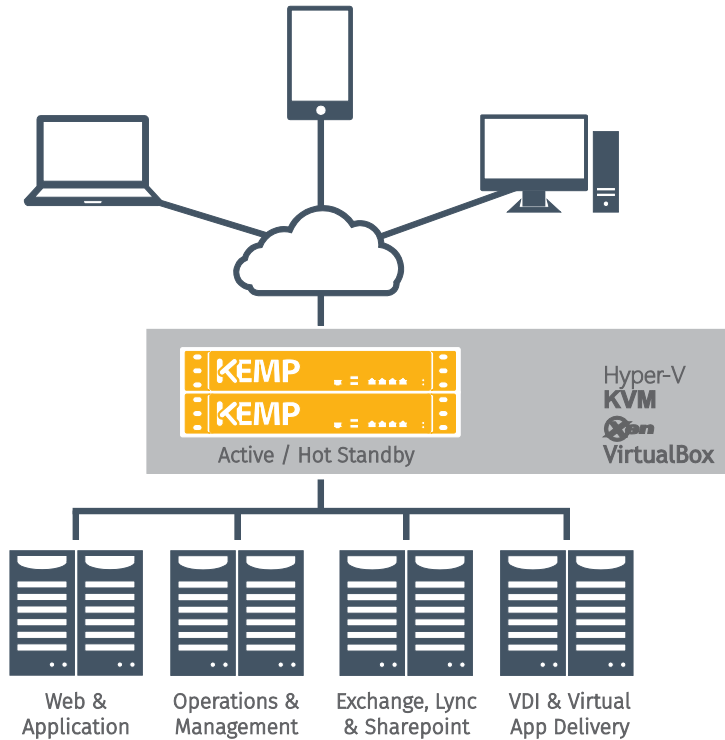 KEMP
KEMP
Active / Hot Standby
Hyper-V
KVM
Xen
VirtualBox
Web &
Application
Operations &
Management
Exchange, Lync
& Sharepoint
VDI & Virtual
App Delivery